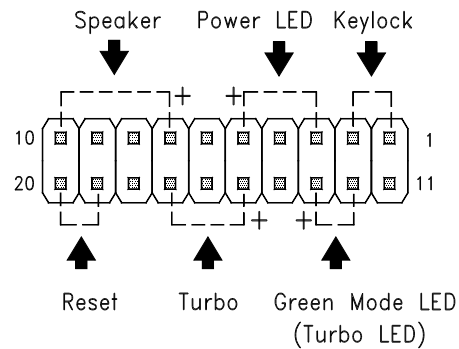 Speaker Power LED Keylock
+ +
10 1
20 11
+ +
Reset Turbo Green Mode LED
(Turbo LED)